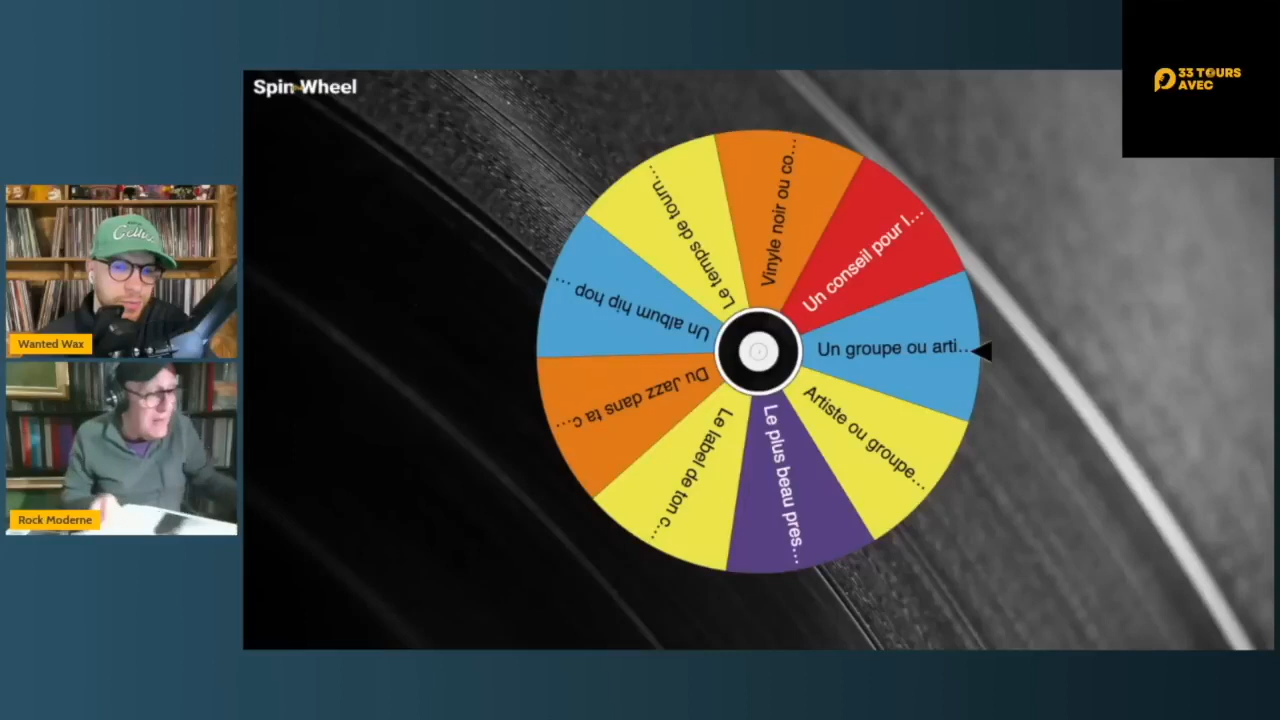 Spin Wheel
33 TOURS
AVEC
Vinyle noir ou co...
Un conseil pour l...
Un groupe ou arti...
Artiste ou groupe...
Le plus beau pres...
Le label de ton c...
Du Jazz dans ta c...
Un album hip hop ...
Le temps de tourn...
Wanted Wax
Rock Moderne